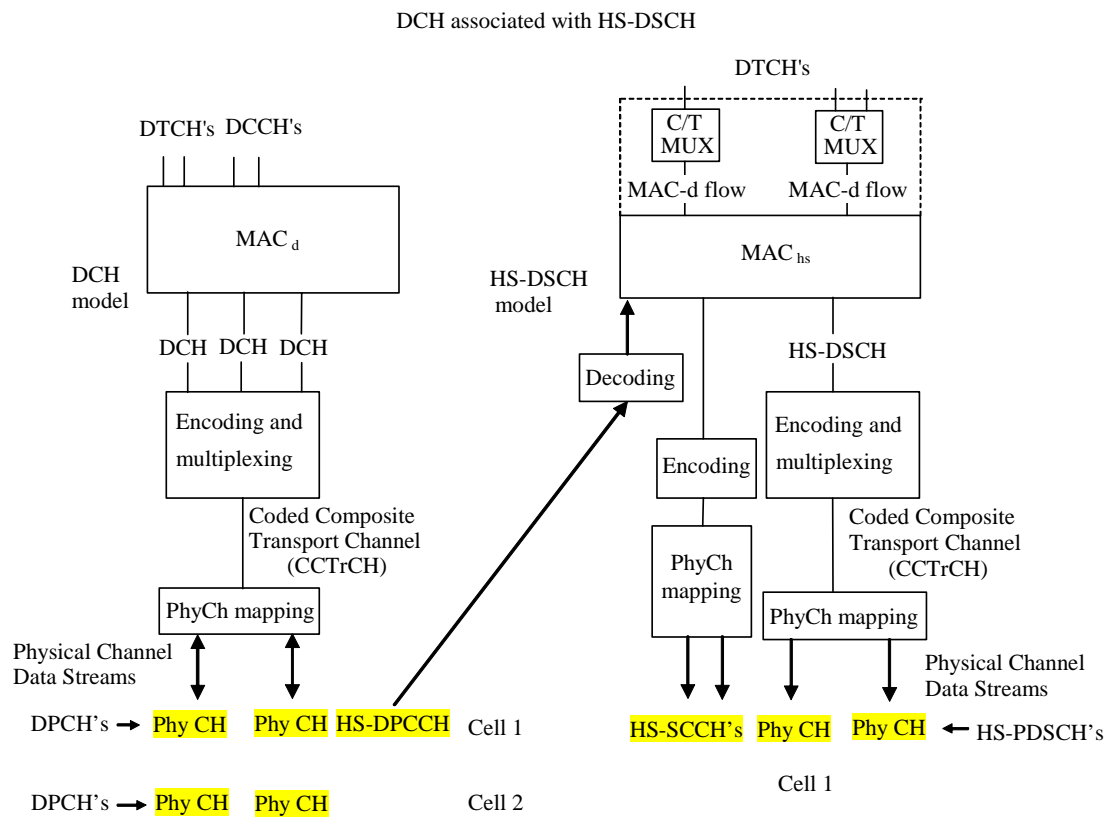 DCH associated with HS-DSCH
DTCH's
DCCH's
MAC d
DCH
model
DCH
DCH
DCH
Encoding and
multiplexing
Coded Composite
Transport Channel
(CCTrCH)
PhyCh mapping
Physical Channel
Data Streams
DPCH’s
Phy CH
Phy CH
HS-DPCCH
Cell 1
DPCH’s
Phy CH
Phy CH
Cell 2
DTCH's
C/T
MUX
C/T
MUX
MAC-d flow
MAC-d flow
MAC hs
HS-DSCH
model
Decoding
HS-DSCH
Encoding
Encoding and
multiplexing
PhyCh
mapping
Coded Composite
Transport Channel
(CCTrCH)
PhyCh mapping
Physical Channel
Data Streams
HS-SCCH’s
Phy CH
Phy CH
HS-PDSCH’s
Cell 1